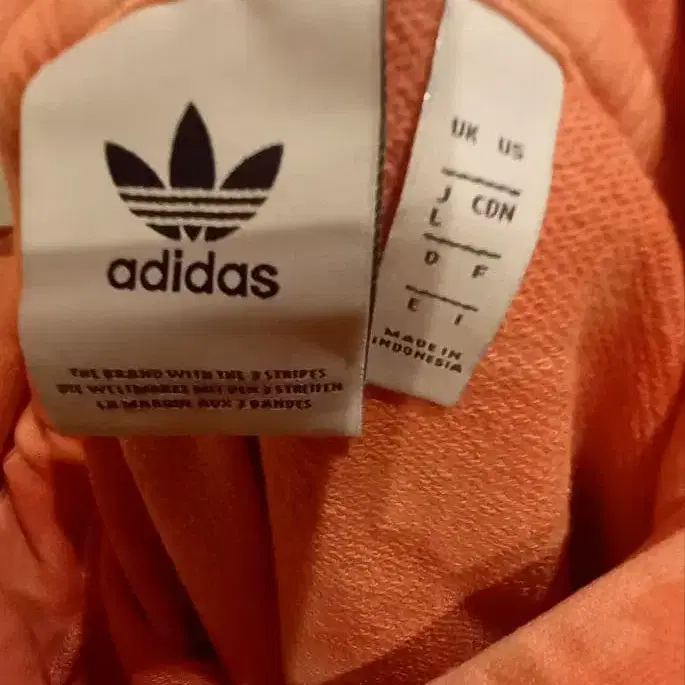 adidas
THE BRAND WITH THE 3 STRIPES
DIE WELTMARKE MIT DEN 3 STREIFEN
LA MARQUE AUX 3 BANDES
UK US
J CDN
L
D F
E I
MADE IN
INDONESIA